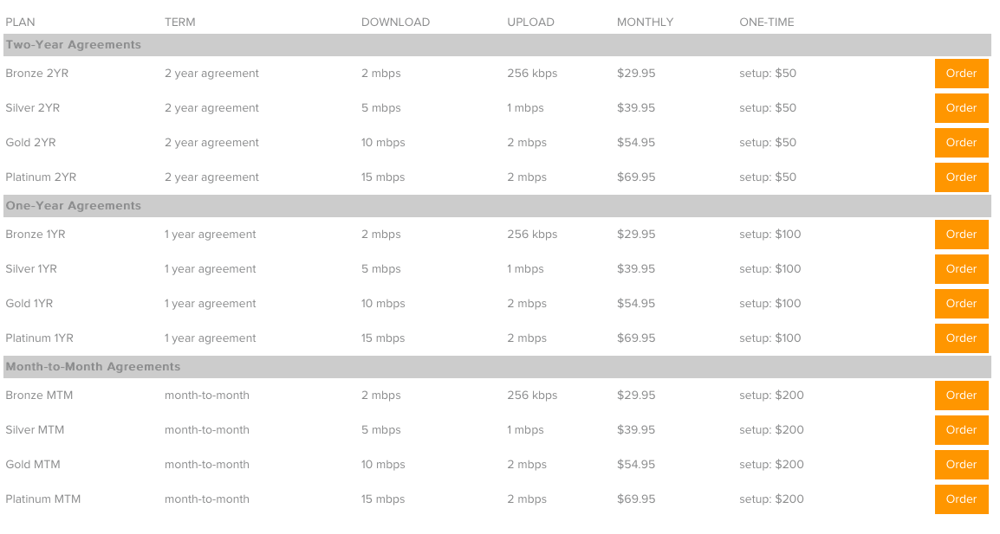 PLAN TERM DOWNLOAD UPLOAD MONTHLY ONE-TIME
Two-Year Agreements
Bronze 2YR 2 year agreement 2 mbps 256 kbps $29.95 setup: $50 Order
Silver 2YR 2 year agreement 5 mbps 1 mbps $39.95 setup: $50 Order
Gold 2YR 2 year agreement 10 mbps 2 mbps $54.95 setup: $50 Order
Platinum 2YR 2 year agreement 15 mbps 2 mbps $69.95 setup: $50 Order
One-Year Agreements
Bronze 1YR 1 year agreement 2 mbps 256 kbps $29.95 setup: $100 Order
Silver 1YR 1 year agreement 5 mbps 1 mbps $39.95 setup: $100 Order
Gold 1YR 1 year agreement 10 mbps 2 mbps $54.95 setup: $100 Order
Platinum 1YR 1 year agreement 15 mbps 2 mbps $69.95 setup: $100 Order
Month-to-Month Agreements
Bronze MTM month-to-month 2 mbps 256 kbps $29.95 setup: $200 Order
Silver MTM month-to-month 5 mbps 1 mbps $39.95 setup: $200 Order
Gold MTM month-to-month 10 mbps 2 mbps $54.95 setup: $200 Order
Platinum MTM month-to-month 15 mbps 2 mbps $69.95 setup: $200 Order